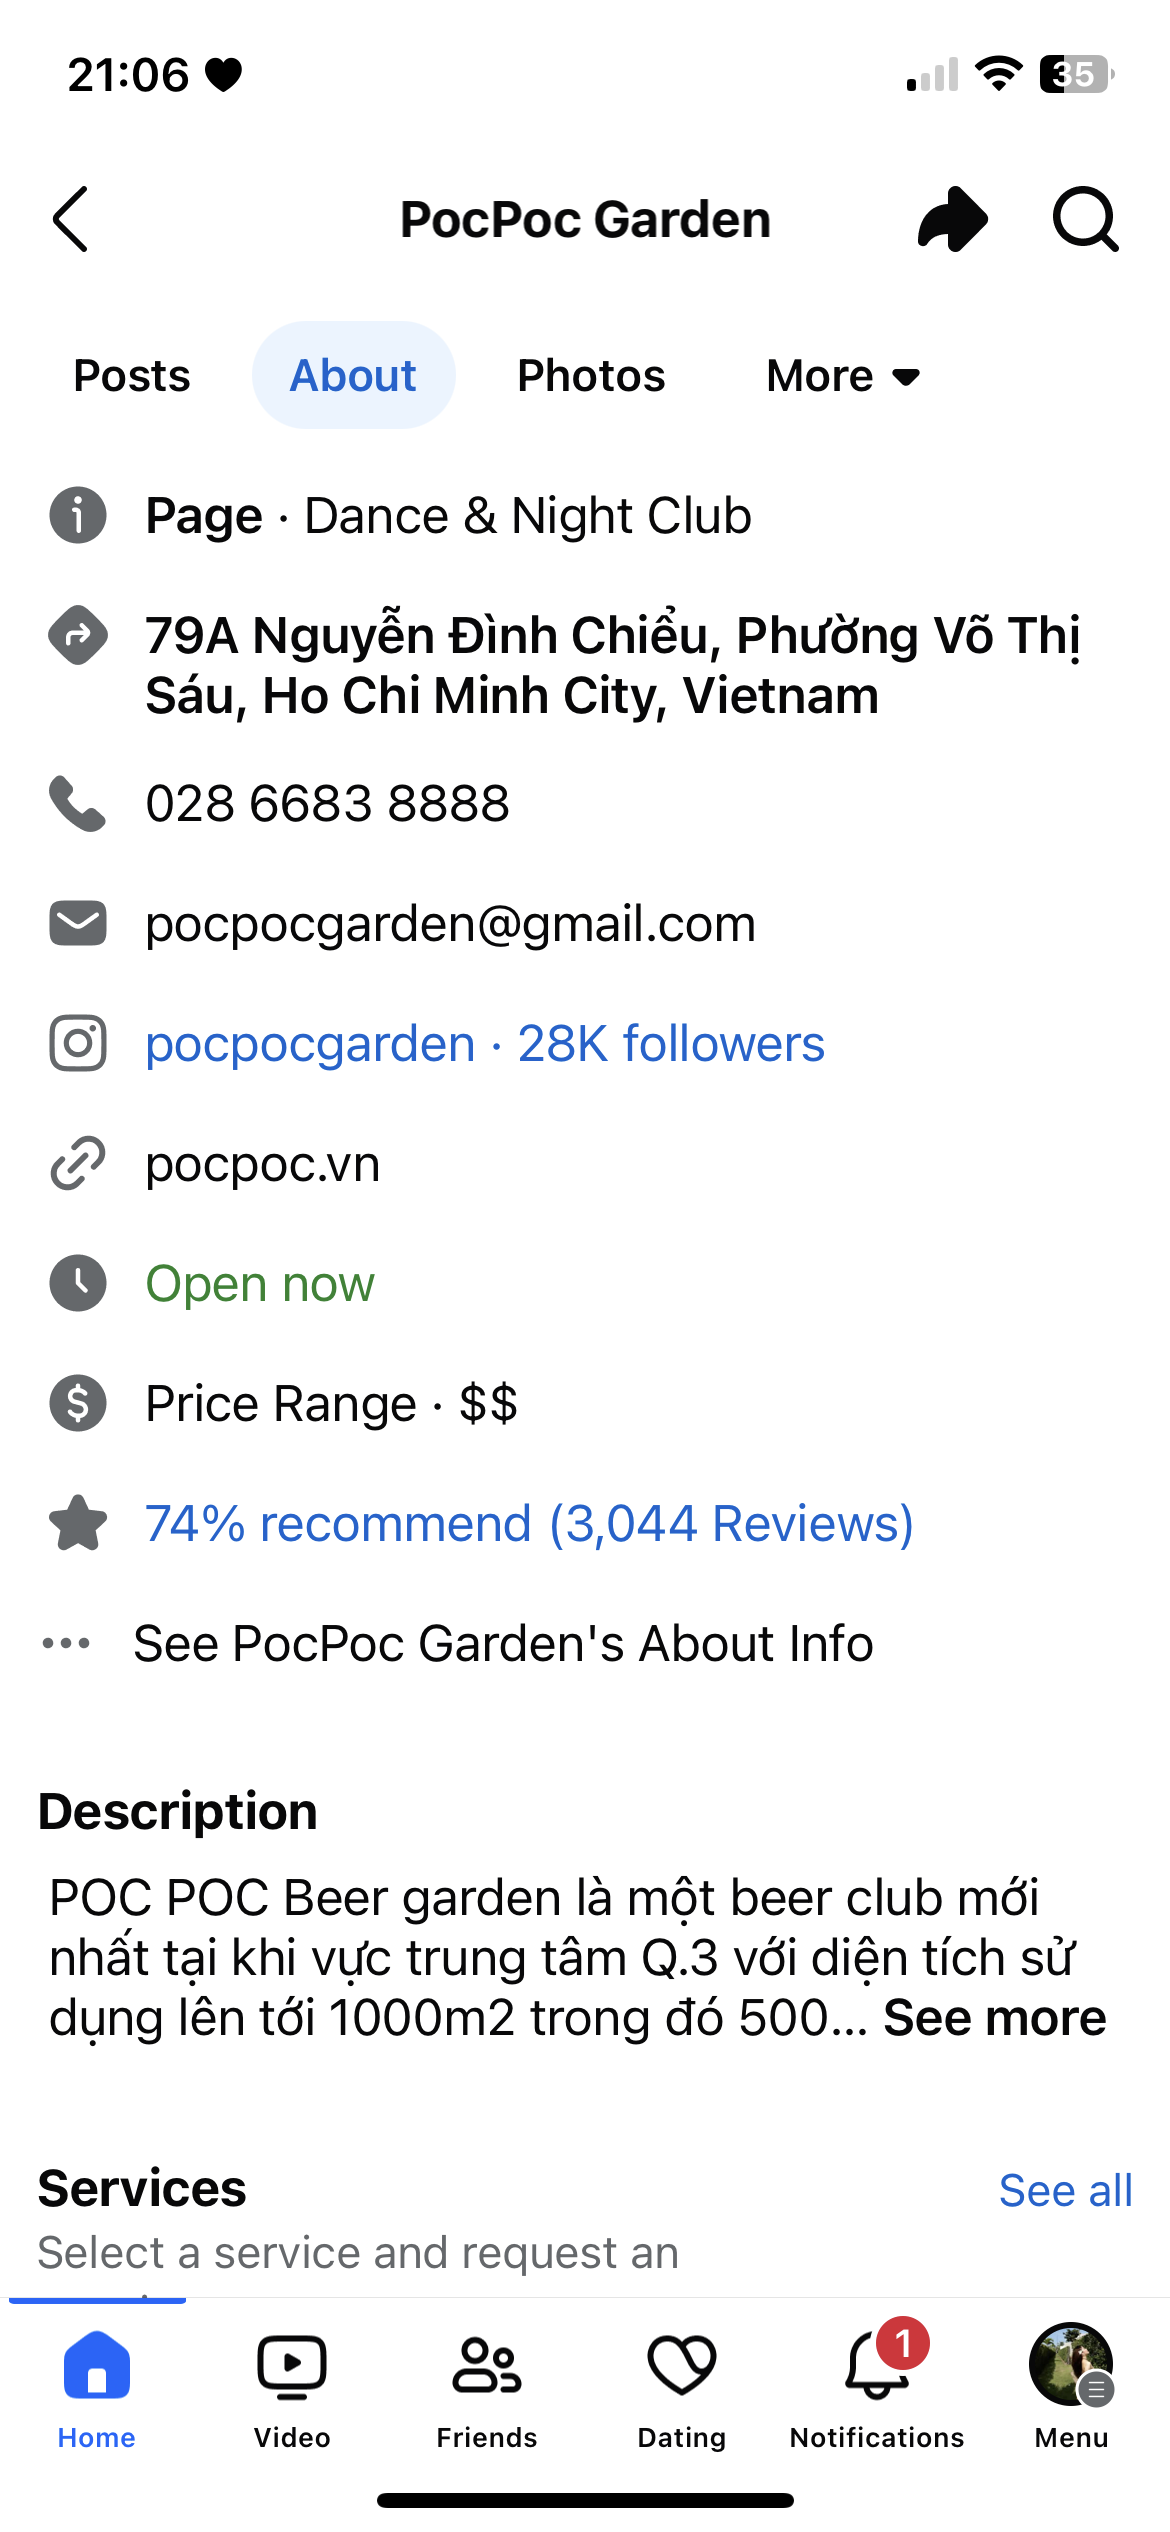 21:06
35
PocPoc Garden
Posts
About
Photos
More
Page · Dance & Night Club
79A Nguyễn Đình Chiểu, Phường Võ Thị
Sáu, Ho Chi Minh City, Vietnam
028 6683 8888
pocpocgarden@gmail.com
pocpocgarden · 28K followers
pocpoc.vn
Open now
Price Range · $$
74% recommend (3,044 Reviews)
See PocPoc Garden's About Info
Description
POC POC Beer garden là một beer club mới
nhất tại khi vực trung tâm Q.3 với diện tích sử
dụng lên tới 1000m2 trong đó 500... See more
Services
See all
Select a service and request an
1
Home
Video
Friends
Dating
Notifications
Menu